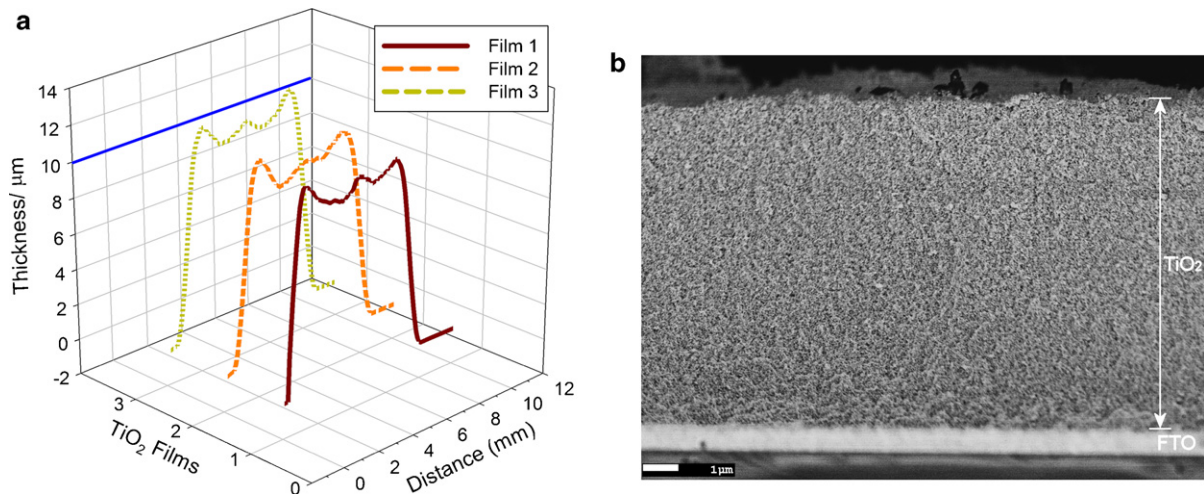 a
Film 1
Film 2
Film 3
14
12
10
8
6
4
2
0
-2
Thickness/ μm
3
2
1
0
TiO₂ Films
0
2
4
6
8
10
12
Distance (mm)
b
TiO₂
FTO
1μm